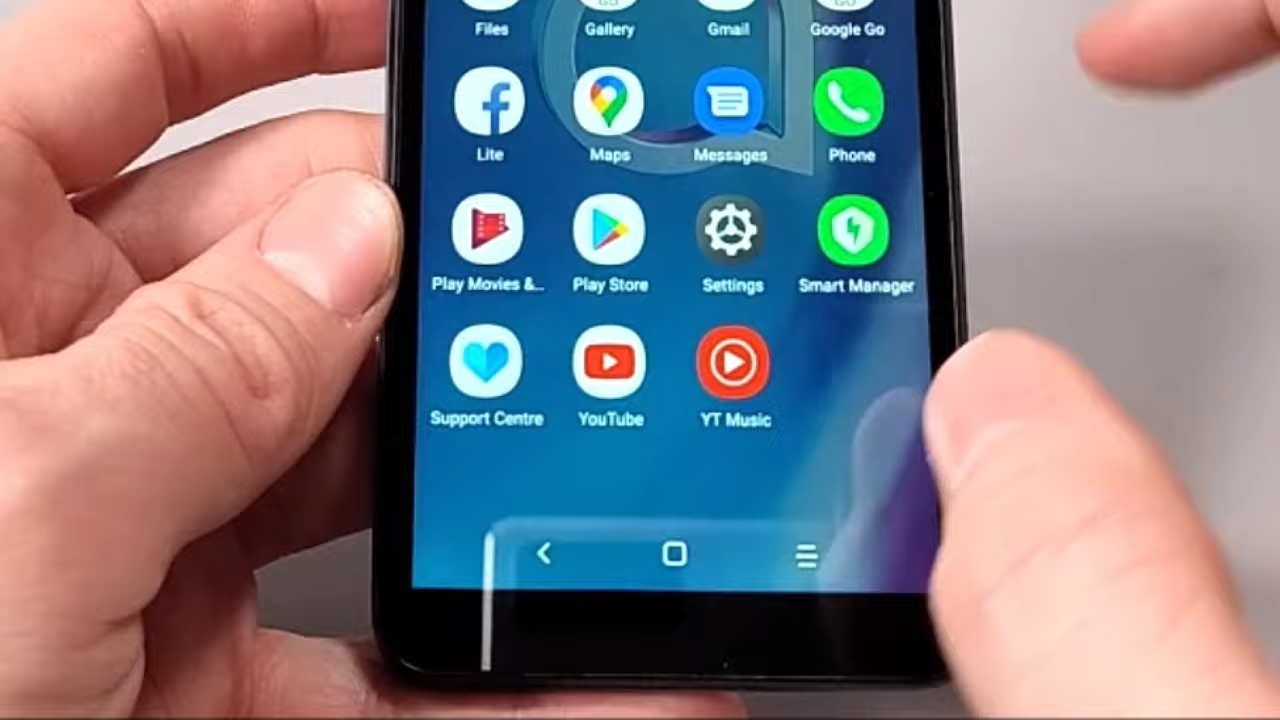 Files Gallery Gmail Google Go
Lite Maps Messages Phone
Play Movies &... Play Store Settings Smart Manager
Support Centre YouTube YT Music